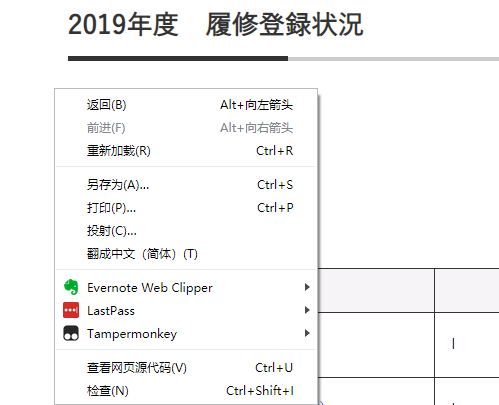 2019年度　履修登録状況
返回(B) Alt+向左箭头
前进(F) Alt+向右箭头
重新加载(R) Ctrl+R
另存为(A)... Ctrl+S
打印(P)... Ctrl+P
投射(C)...
翻成中文（简体）(T)
Evernote Web Clipper
LastPass
Tampermonkey
查看网页源代码(V) Ctrl+U
检查(N) Ctrl+Shift+I